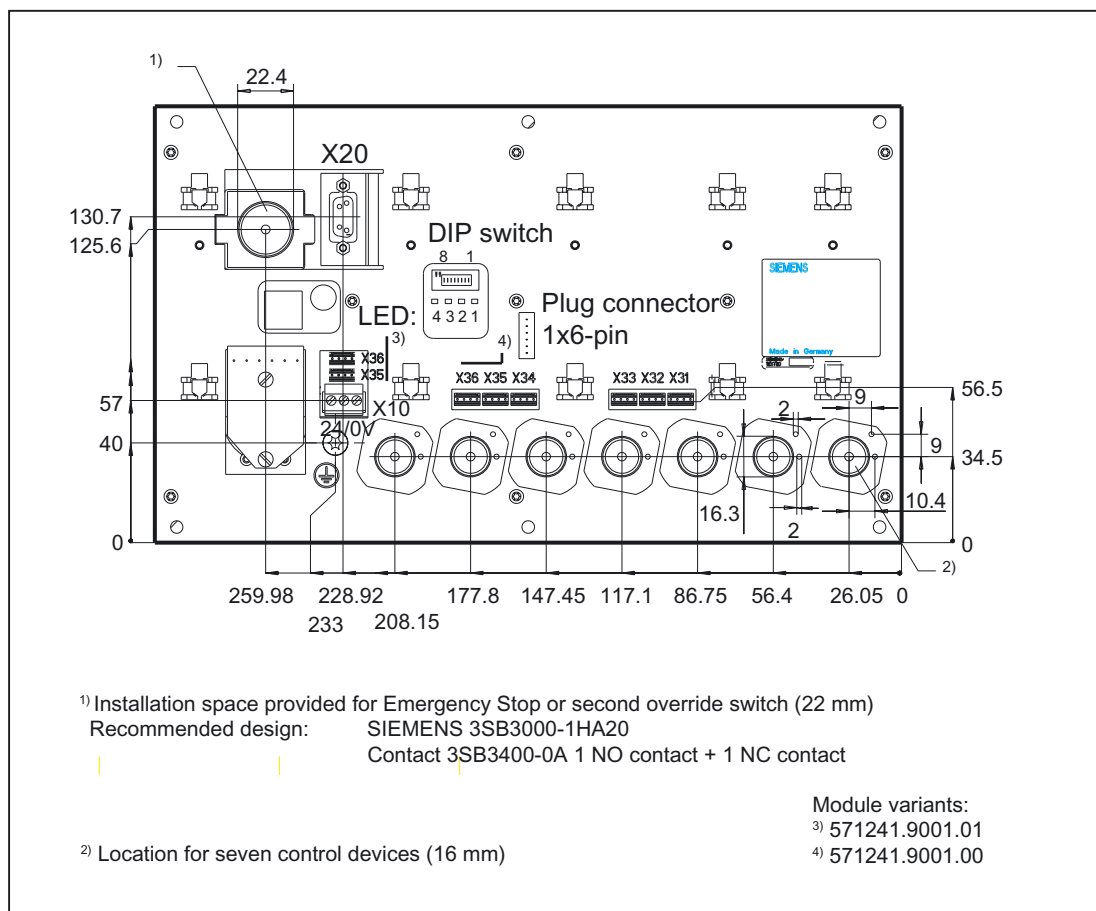 1)
22.4
X20
130.7
125.6
DIP switch
8 1
4 3 2 1
LED:
Plug connector
1x6-pin
SIEMENS
Made in Germany
3)
4)
X36
X35
X36 X35 X34
X33 X32 X31
X10
24/0V
57
40
0
2
9
56.5
9
34.5
10.4
16.3
2
0
2)
259.98
228.92
177.8
147.45
117.1
86.75
56.4
26.05
0
233
208.15
1) Installation space provided for Emergency Stop or second override switch (22 mm)
Recommended design: SIEMENS 3SB3000-1HA20
Contact 3SB3400-0A 1 NO contact + 1 NC contact
Module variants:
3) 571241.9001.01
2) Location for seven control devices (16 mm)
4) 571241.9001.00